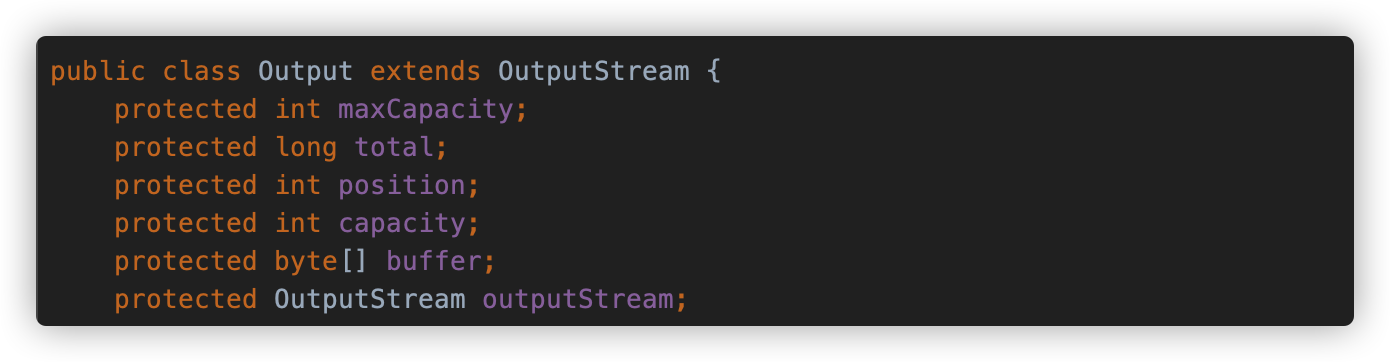 public class Output extends OutputStream {
    protected int maxCapacity;
    protected long total;
    protected int position;
    protected int capacity;
    protected byte[] buffer;
    protected OutputStream outputStream;